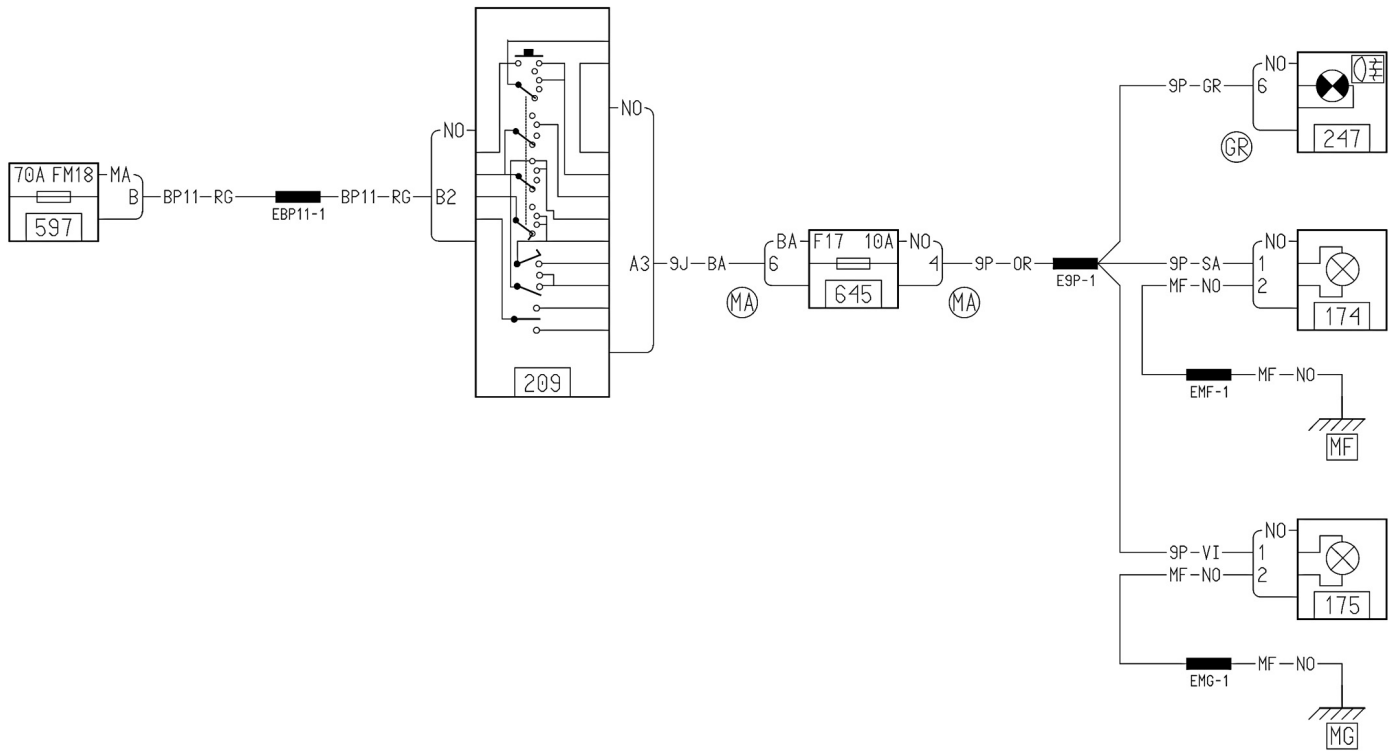 70A FM18 MA
B
597
BP11 RG
EBP11-1
BP11 RG
NO
B2
209
NO
A3
9J BA
MA
BA
6
F17 10A
645
NO
4
MA
9P OR
E9P-1
9P GR
GR
NO
6
247
9P SA
MF NO
NO
1
2
174
EMF-1
MF NO
MF
9P VI
MF NO
NO
1
2
175
EMG-1
MF NO
MG